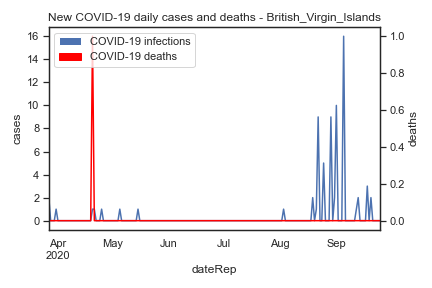 New COVID-19 daily cases and deaths - British_Virgin_Islands
COVID-19 infections
COVID-19 deaths
16
14
12
10
8
6
4
2
0
cases
1.0
0.8
0.6
0.4
0.2
0.0
deaths
Apr
2020
May
Jun
Jul
Aug
Sep
dateRep